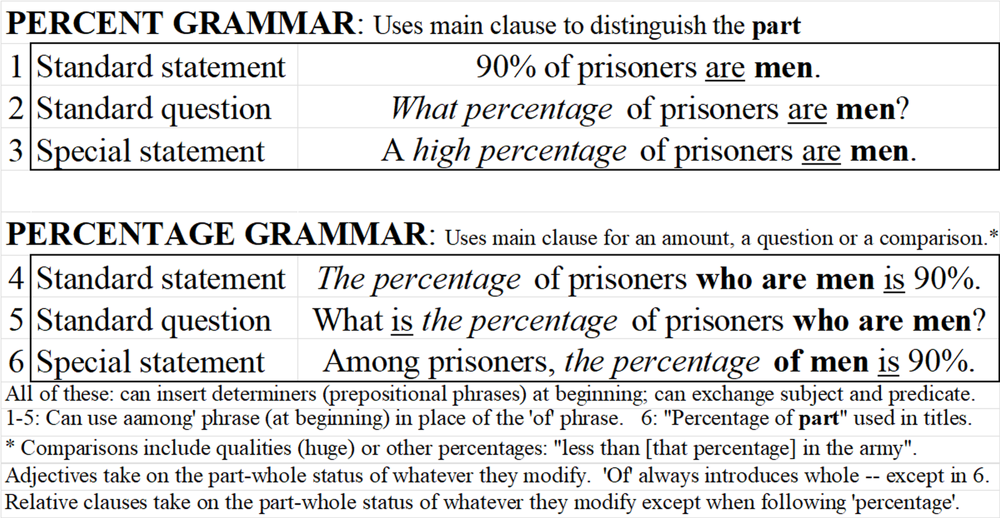 PERCENT GRAMMAR: Uses main clause to distinguish the part
1 Standard statement 90% of prisoners are men.
2 Standard question What percentage of prisoners are men?
3 Special statement A high percentage of prisoners are men.
PERCENTAGE GRAMMAR: Uses main clause for an amount, a question or a comparison.*
4 Standard statement The percentage of prisoners who are men is 90%.
5 Standard question What is the percentage of prisoners who are men?
6 Special statement Among prisoners, the percentage of men is 90%.
All of these: can insert determiners (prepositional phrases) at beginning; can exchange subject and predicate.
1-5: Can use aamong' phrase (at beginning) in place of the 'of' phrase. 6: "Percentage of part" used in titles.
* Comparisons include qualities (huge) or other percentages: "less than [that percentage] in the army".
Adjectives take on the part-whole status of whatever they modify. 'Of' always introduces whole -- except in 6.
Relative clauses take on the part-whole status of whatever they modify except when following 'percentage'.